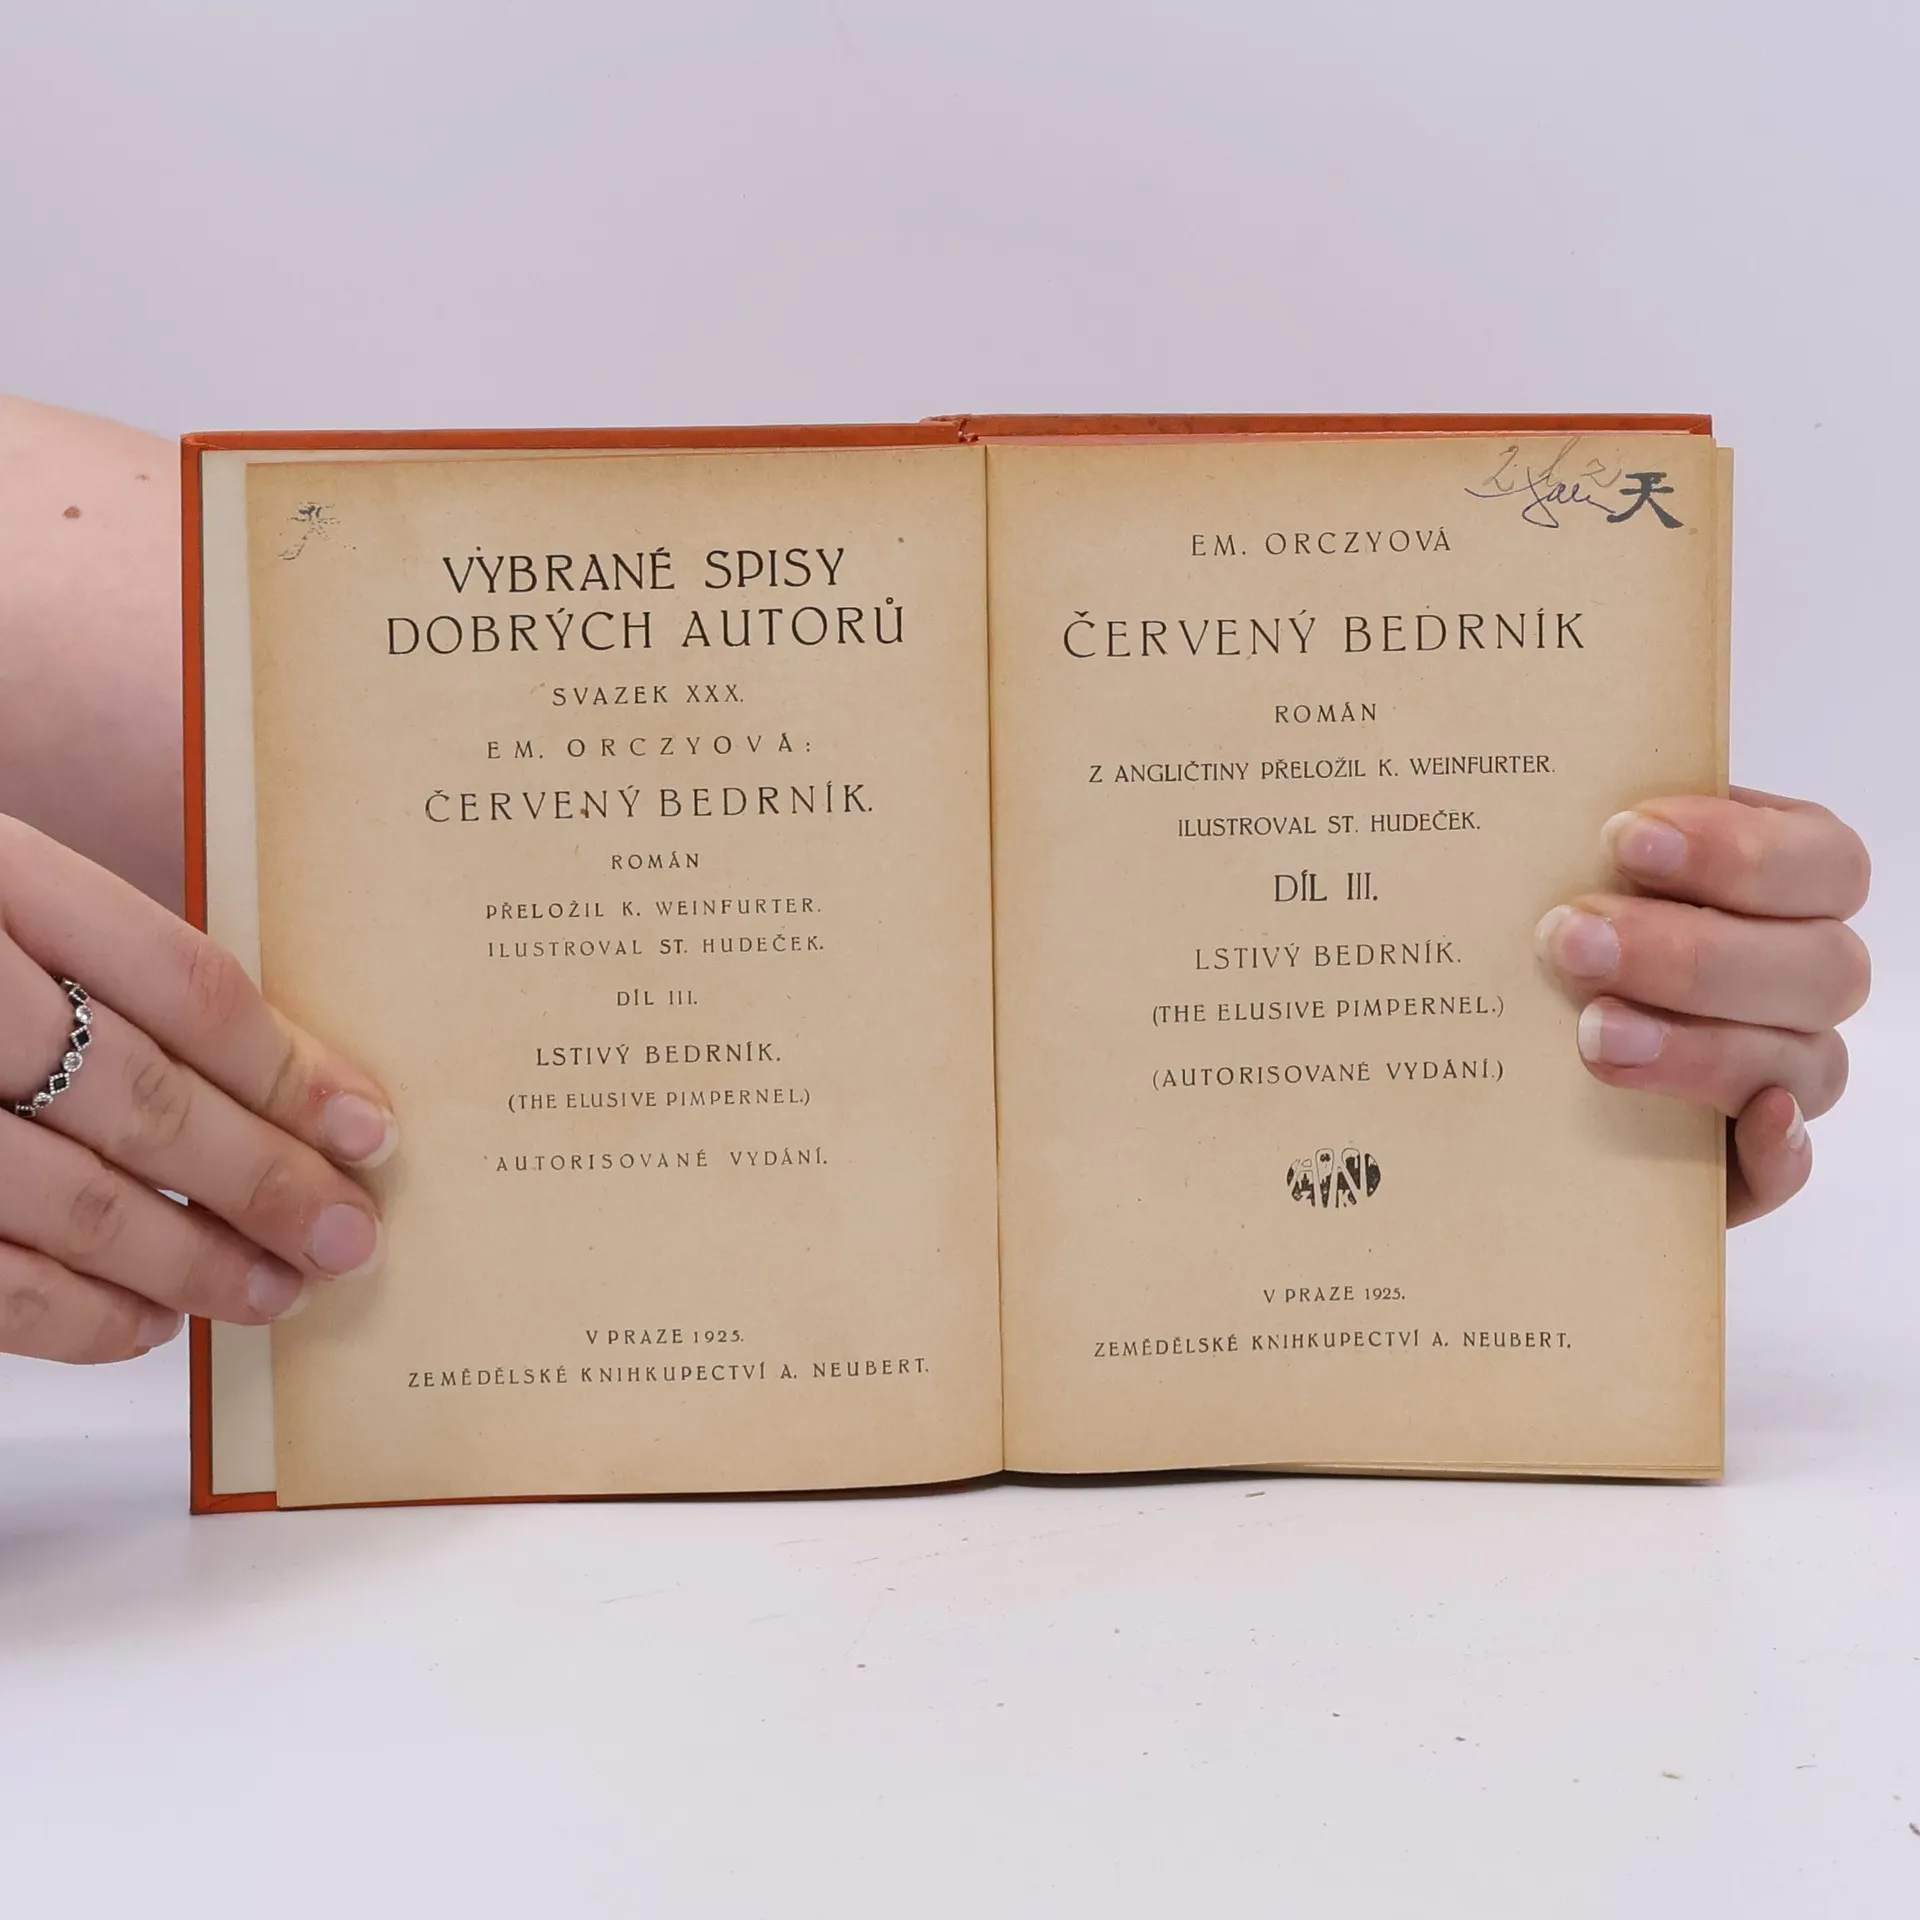 VYBRANÉ SPISY
DOBRÝCH AUTORŮ
SVAZEK XXX.
EM. ORCZYOVÁ:
ČERVENÝ BEDRNÍK.
ROMÁN
PŘELOŽIL K. WEINFURTER.
ILUSTROVAL ST. HUDEČEK.
DÍL III.
LSTIVÝ BEDRNÍK.
(THE ELUSIVE PIMPERNEL.)
AUTORISOVANÉ VYDÁNÍ.
V PRAZE 1925.
ZEMĚDĚLSKÉ KNIHKUPECTVÍ A. NEUBERT.
天
EM. ORCZYOVÁ
ČERVENÝ BEDRNÍK
ROMÁN
Z ANGLIČTINY PŘELOŽIL K. WEINFURTER.
ILUSTROVAL ST. HUDEČEK.
DÍL III.
LSTIVÝ BEDRNÍK.
(THE ELUSIVE PIMPERNEL.)
(AUTORISOVANÉ VYDÁNÍ.)
V PRAZE 1925.
ZEMĚDĚLSKÉ KNIHKUPECTVÍ A. NEUBERT.